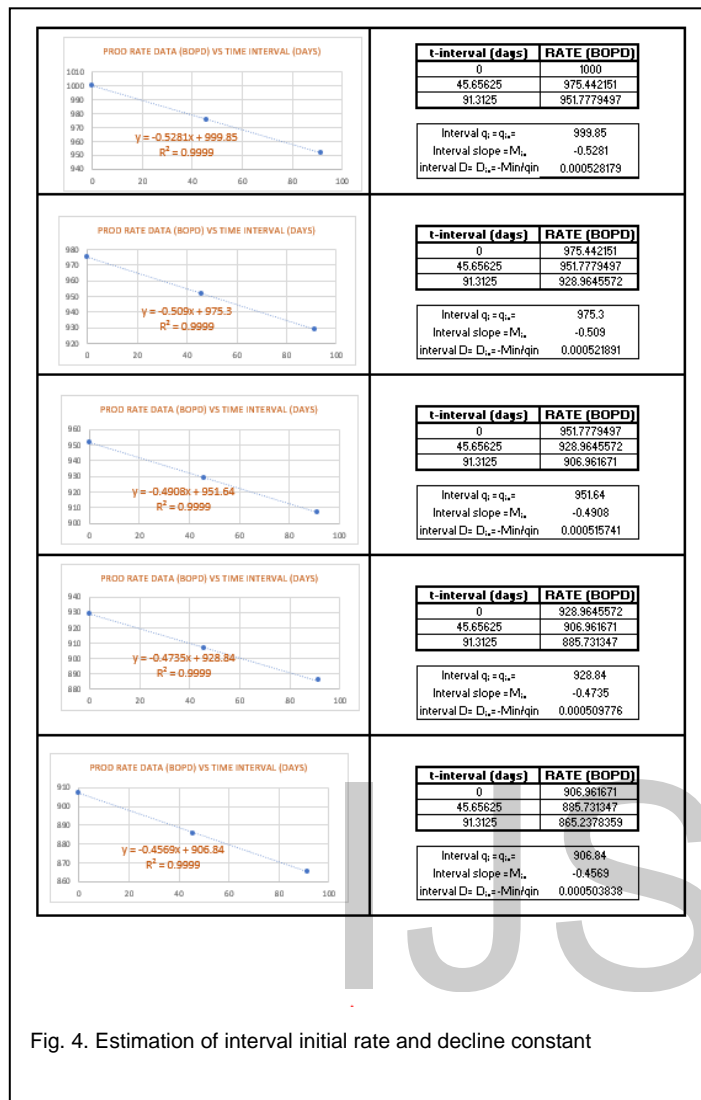 PROD RATE DATA (BOPD) VS TIME INTERVAL (DAYS)
1010
1000
990
980
970
960
950
940
y = -0.5281x + 999.85
R² = 0.9999
0 20 40 60 80 100
t-interval (days) RATE (BOPD)
0 1000
45.65625 975.442151
91.3125 951.7779497
Interval qᵢ =qᵢₙ= 999.85
Interval slope =Mᵢₙ -0.5281
interval D= Dᵢₙ=-Min/qin 0.000528179
PROD RATE DATA (BOPD) VS TIME INTERVAL (DAYS)
980
970
960
950
940
930
920
y = -0.509x + 975.3
R² = 0.9999
0 20 40 60 80 100
t-interval (days) RATE (BOPD)
0 975.442151
45.65625 951.7779497
91.3125 928.9645572
Interval qᵢ =qᵢₙ= 975.3
Interval slope =Mᵢₙ -0.509
interval D= Dᵢₙ=-Min/qin 0.000521891
PROD RATE DATA (BOPD) VS TIME INTERVAL (DAYS)
960
950
940
930
920
910
900
y = -0.4908x + 951.64
R² = 0.9999
0 20 40 60 80 100
t-interval (days) RATE (BOPD)
0 951.7779497
45.65625 928.9645572
91.3125 906.961671
Interval qᵢ =qᵢₙ= 951.64
Interval slope =Mᵢₙ -0.4908
interval D= Dᵢₙ=-Min/qin 0.000515741
PROD RATE DATA (BOPD) VS TIME INTERVAL (DAYS)
940
930
920
910
900
890
880
y = -0.4735x + 928.84
R² = 0.9999
0 20 40 60 80 100
t-interval (days) RATE (BOPD)
0 928.9645572
45.65625 906.961671
91.3125 885.731347
Interval qᵢ =qᵢₙ= 928.84
Interval slope =Mᵢₙ -0.4735
interval D= Dᵢₙ=-Min/qin 0.000509776
PROD RATE DATA (BOPD) VS TIME INTERVAL (DAYS)
910
900
890
880
870
860
y = -0.4569x + 906.84
R² = 0.9999
0 20 40 60 80 100
t-interval (days) RATE (BOPD)
0 906.961671
45.65625 885.731347
91.3125 865.2378359
Interval qᵢ =qᵢₙ= 906.84
Interval slope =Mᵢₙ -0.4569
interval D= Dᵢₙ=-Min/qin 0.000503838
IJS
Fig. 4. Estimation of interval initial rate and decline constant